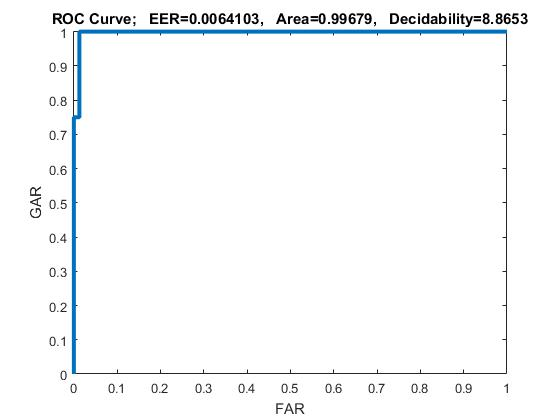 ROC Curve;   EER=0.0064103,   Area=0.99679,   Decidability=8.8653
1
0.9
0.8
0.7
0.6
0.5
0.4
0.3
0.2
0.1
0
GAR
0 0.1 0.2 0.3 0.4 0.5 0.6 0.7 0.8 0.9 1
FAR